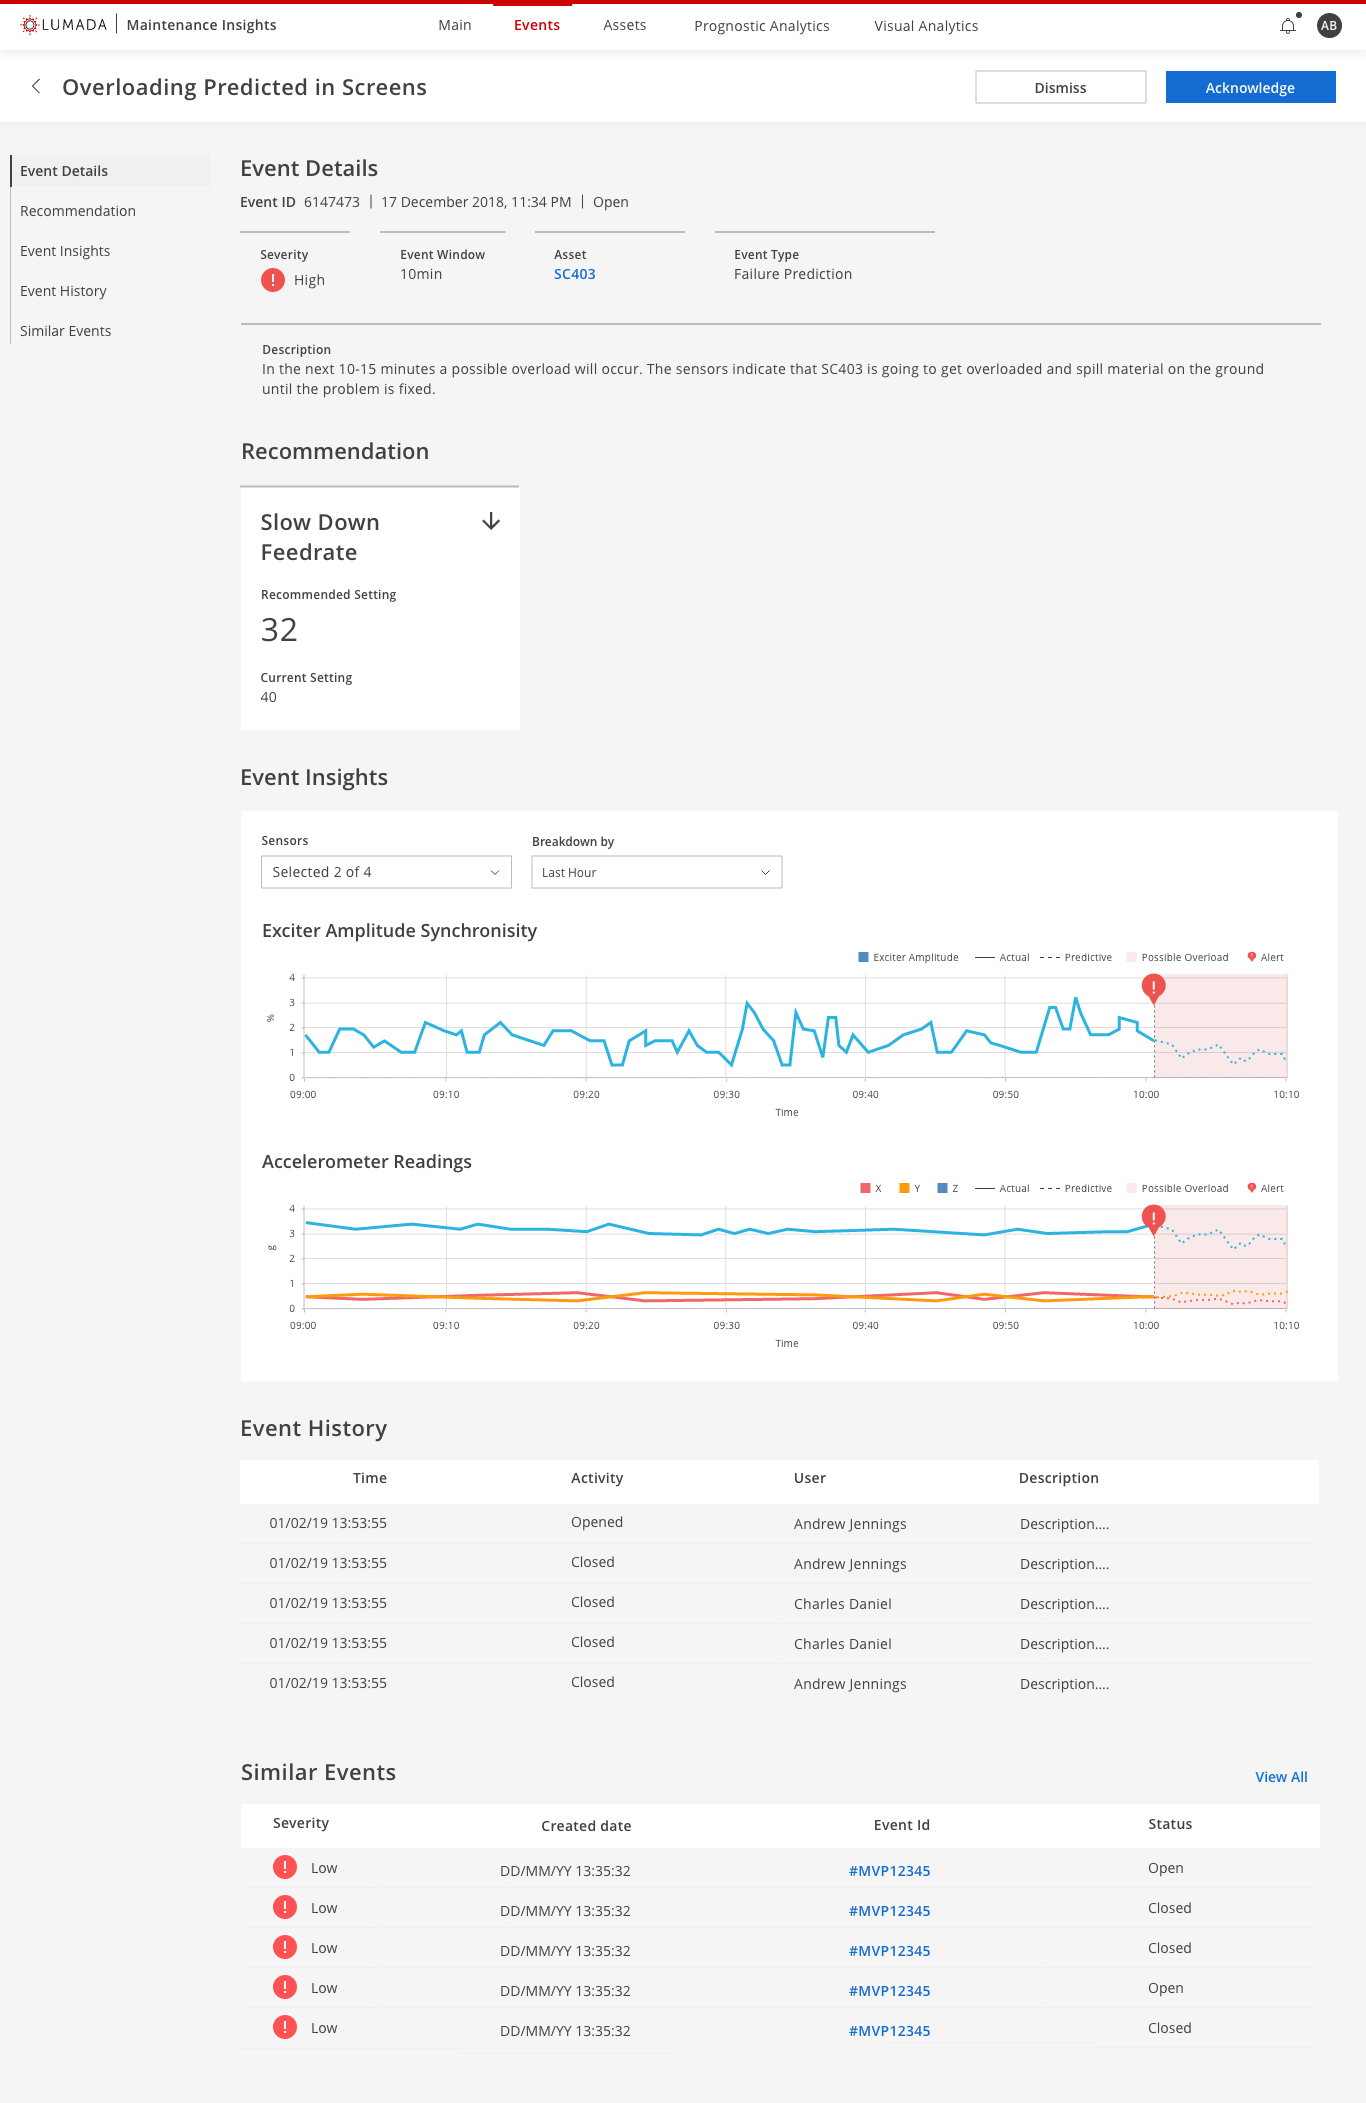 LUMADA | Maintenance Insights
Main Events Assets Prognostic Analytics Visual Analytics
AB
Overloading Predicted in Screens
Dismiss Acknowledge
Event Details
Recommendation
Event Insights
Event History
Similar Events
Event Details
Event ID 6147473 | 17 December 2018, 11:34 PM | Open
Severity Event Window Asset Event Type
! High 10min SC403 Failure Prediction
Description
In the next 10-15 minutes a possible overload will occur. The sensors indicate that SC403 is going to get overloaded and spill material on the ground
until the problem is fixed.
Recommendation
Slow Down
Feedrate
Recommended Setting
32
Current Setting
40
Event Insights
Sensors Breakdown by
Selected 2 of 4 Last Hour
Exciter Amplitude Synchronisity
Exciter Amplitude Actual Predictive Possible Overload Alert
4
3
%
2
1
0
!
09:00 09:10 09:20 09:30 09:40 09:50 10:00 10:10
Time
Accelerometer Readings
X Y Z Actual Predictive Possible Overload Alert
4
3
g
2
1
0
!
09:00 09:10 09:20 09:30 09:40 09:50 10:00 10:10
Time
Event History
Time Activity User Description
01/02/19 13:53:55 Opened Andrew Jennings Description....
01/02/19 13:53:55 Closed Andrew Jennings Description....
01/02/19 13:53:55 Closed Charles Daniel Description....
01/02/19 13:53:55 Closed Charles Daniel Description....
01/02/19 13:53:55 Closed Andrew Jennings Description....
Similar Events
View All
Severity Created date Event Id Status
! Low DD/MM/YY 13:35:32 #MVP12345 Open
! Low DD/MM/YY 13:35:32 #MVP12345 Closed
! Low DD/MM/YY 13:35:32 #MVP12345 Closed
! Low DD/MM/YY 13:35:32 #MVP12345 Open
! Low DD/MM/YY 13:35:32 #MVP12345 Closed